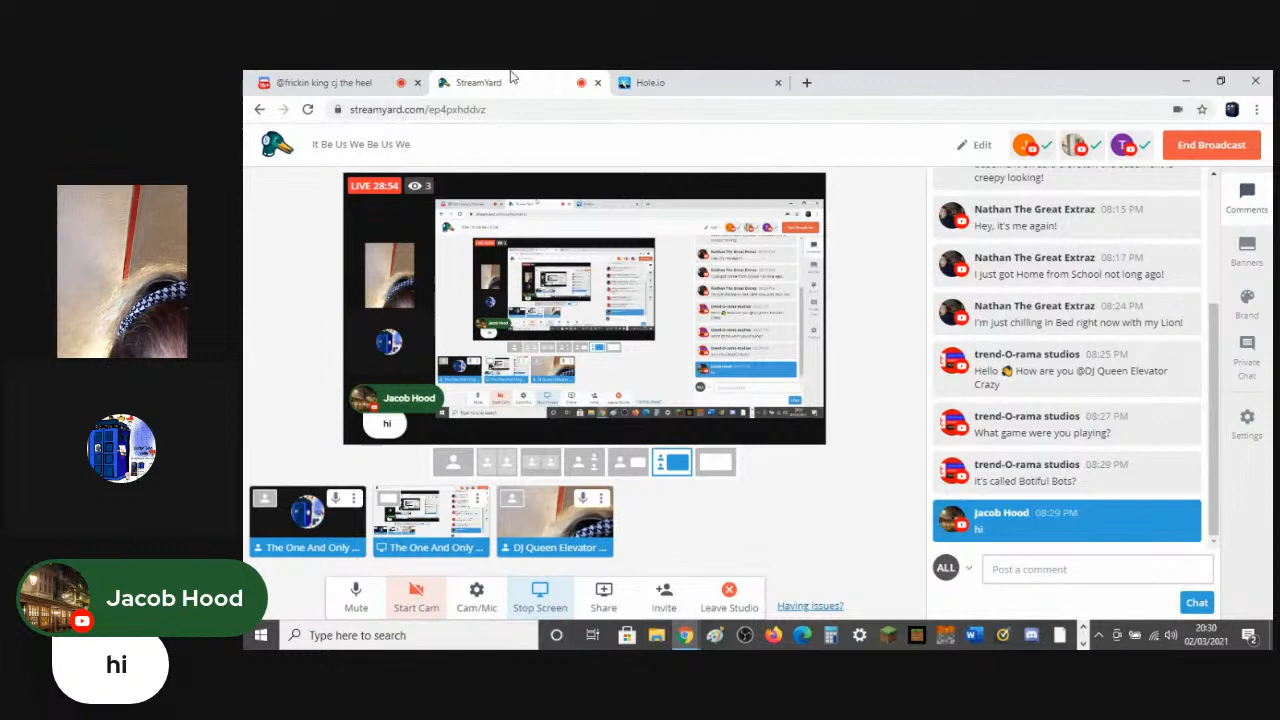 @frickin king cj the heel
StreamYard
Hole.io
streamyard.com/ep4pxhddvz
It Be Us We Be Us We
Edit
J
T
End Broadcast
LIVE 28:54
3
Jacob Hood
hi
creepy looking!
Nathan The Great Extraz 08:15 PM
Hey, it's me again!
Nathan The Great Extraz 08:17 PM
I just got Home from School not long ago!
Nathan The Great Extraz 08:24 PM
I'm just chilling in Bed right now with my Lion!
trend-O-rama studios 08:25 PM
Hello 👋 How are you @DJ Queen Elevator
Crazy
trend-O-rama studios 08:27 PM
What game were you playing?
trend-O-rama studios 08:29 PM
it's called Botiful Bots?
Jacob Hood 08:29 PM
hi
ALL
Post a comment
Chat
Comments
Banners
Brand
Private
Chat
Settings
The One And Only ...
The One And Only ...
DJ Queen Elevator ...
Mute
Start Cam
Cam/Mic
Stop Screen
Share
Invite
Leave Studio
Having issues?
Type here to search
20:30
02/03/2021
2
Jacob Hood
hi